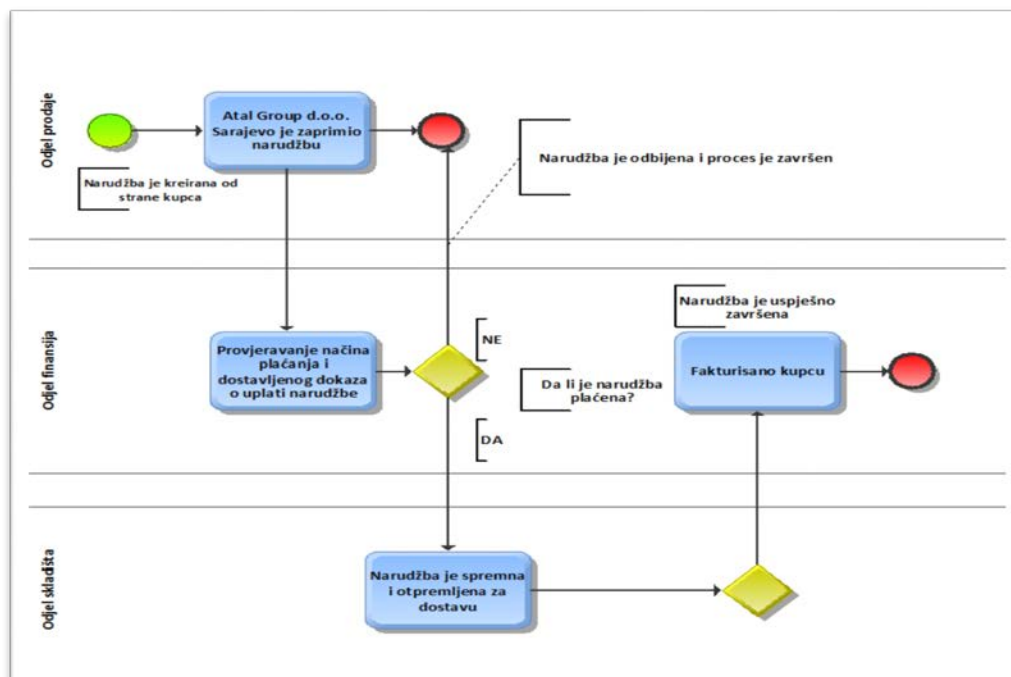 Odjel prodaje
Atal Group d.o.o.
Sarajevo je zaprimio
narudžbu
Narudžba je kreirana od
strane kupca
Narudžba je odbijena i proces je završen
Odjel finansija
Provjeravanje načina
plaćanja i
dostavljenog dokaza
o uplati narudžbe
NE
DA
Da li je narudžba
plaćena?
Narudžba je uspješno
završena
Fakturisano kupcu
Odjel skladišta
Narudžba je spremna
i otpremljena za
dostavu